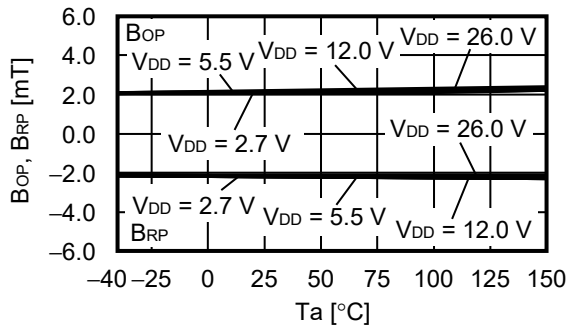 BOP, BRP [mT]
6.0
4.0
2.0
0.0
−2.0
−4.0
−6.0
BOP
VDD = 5.5 V
VDD = 12.0 V
VDD = 26.0 V
VDD = 2.7 V
VDD = 26.0 V
VDD = 2.7 V
VDD = 5.5 V
VDD = 12.0 V
BRP
−40 −25 0 25 50 75 100 125 150
Ta [°C]